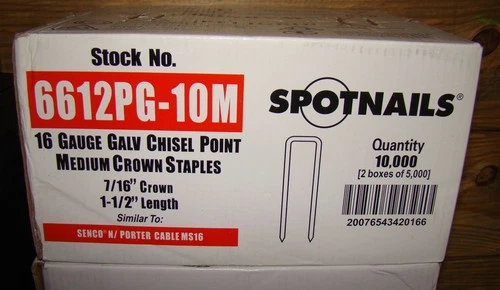 Stock No.
6612PG-10M
16 GAUGE GALV CHISEL POINT
MEDIUM CROWN STAPLES
7/16" Crown
1-1/2" Length
Similar To:
SENCO® N/ PORTER CABLE MS16
SPOTNAILS®
Quantity
10,000
[2 boxes of 5,000]
20076543420166